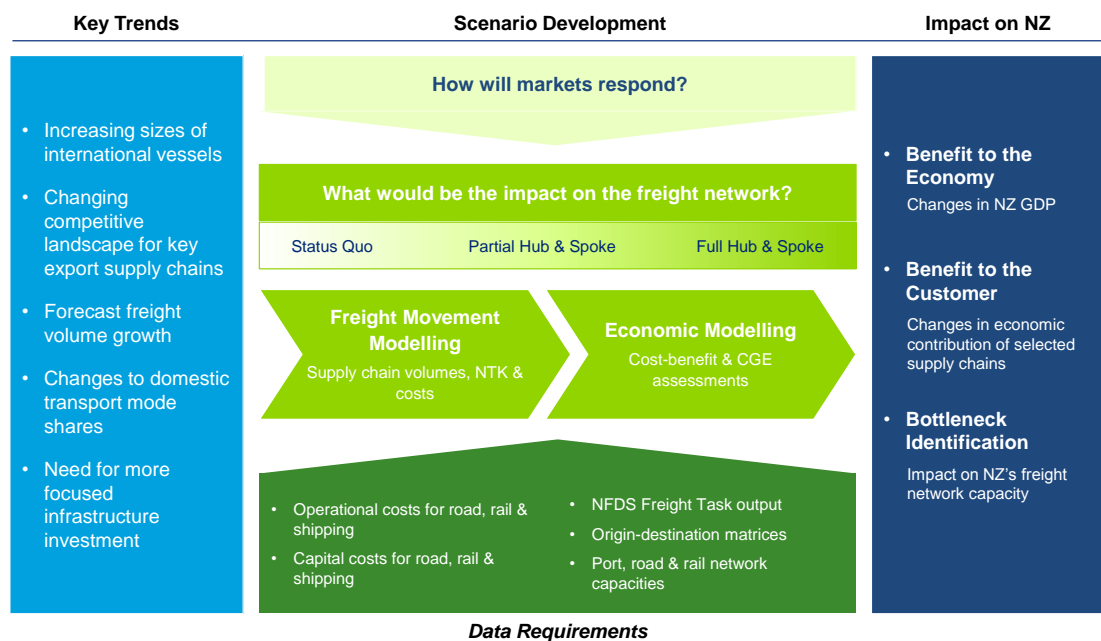 Key Trends
Scenario Development
Impact on NZ
• Increasing sizes of
international vessels
• Changing
competitive
landscape for key
export supply chains
• Forecast freight
volume growth
• Changes to domestic
transport mode
shares
• Need for more
focused
infrastructure
investment
How will markets respond?
What would be the impact on the freight network?
Status Quo
Partial Hub & Spoke
Full Hub & Spoke
Freight Movement
Modelling
Supply chain volumes, NTK &
costs
Economic Modelling
Cost-benefit & CGE
assessments
• Operational costs for road, rail &
shipping
• Capital costs for road, rail &
shipping
• NFDS Freight Task output
• Origin-destination matrices
• Port, road & rail network
capacities
Data Requirements
• Benefit to the
Economy
Changes in NZ GDP
• Benefit to the
Customer
Changes in economic
contribution of selected
supply chains
• Bottleneck
Identification
Impact on NZ's freight
network capacity